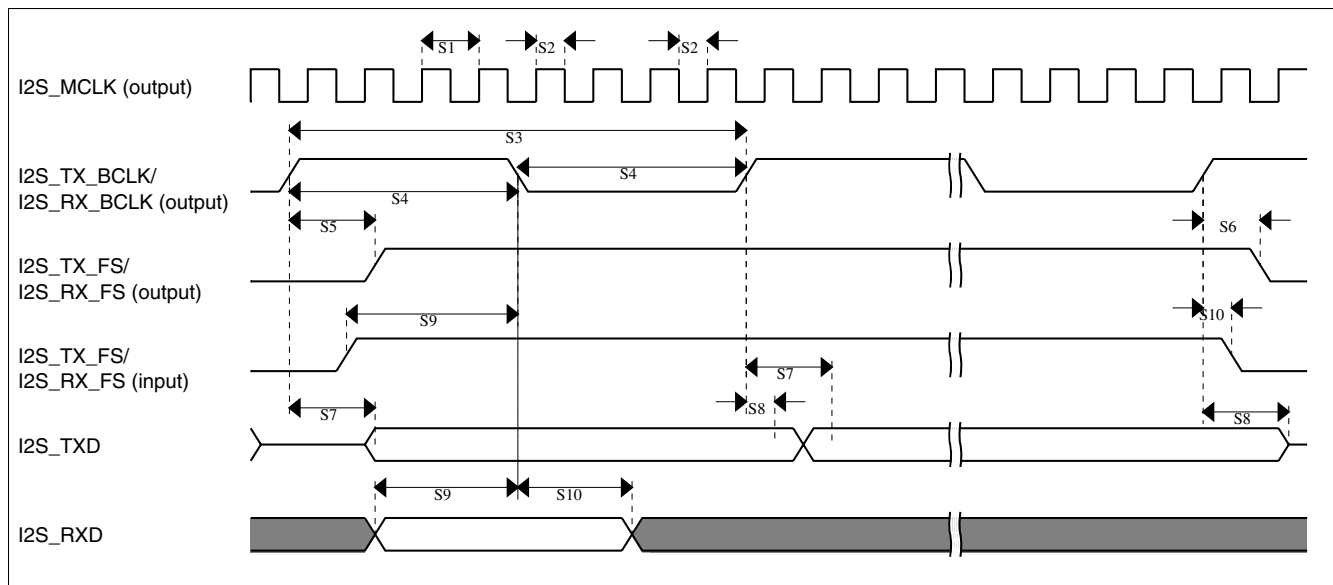 S1
S2
S2
I2S_MCLK (output)
S3
I2S_TX_BCLK/
I2S_RX_BCLK (output)
S4
S4
S5
S6
I2S_TX_FS/
I2S_RX_FS (output)
S9
S10
I2S_TX_FS/
I2S_RX_FS (input)
S7
S7
S8
S8
I2S_TXD
S9
S10
I2S_RXD